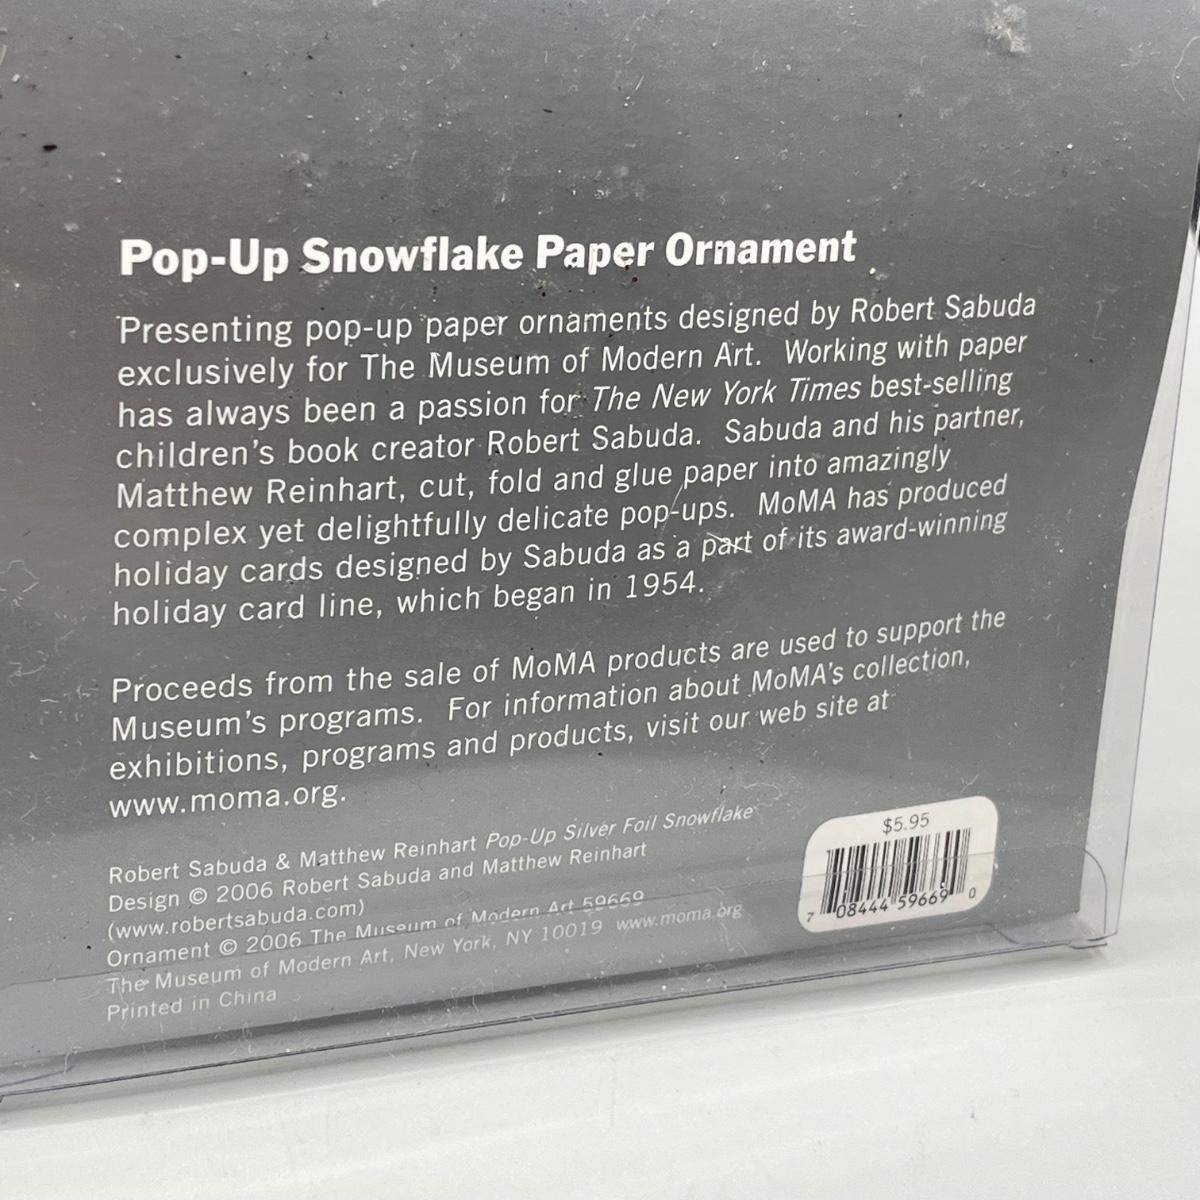 Pop-Up Snowflake Paper Ornament
Presenting pop-up paper ornaments designed by Robert Sabuda
exclusively for The Museum of Modern Art. Working with paper
has always been a passion for The New York Times best-selling
children's book creator Robert Sabuda. Sabuda and his partner,
Matthew Reinhart, cut, fold and glue paper into amazingly
complex yet delightfully delicate pop-ups. MoMA has produced
holiday cards designed by Sabuda as a part of its award-winning
holiday card line, which began in 1954.
Proceeds from the sale of MoMA products are used to support the
Museum's programs. For information about MoMA's collection,
exhibitions, programs and products, visit our web site at
www.moma.org.
Robert Sabuda & Matthew Reinhart Pop-Up Silver Foil Snowflake
Design © 2006 Robert Sabuda and Matthew Reinhart
(www.robertsabuda.com)
Ornament © 2006 The Museum of Modern Art 59669
The Museum of Modern Art, New York, NY 10019 www.moma.org
Printed in China
$5.95
7 08444 59669 0